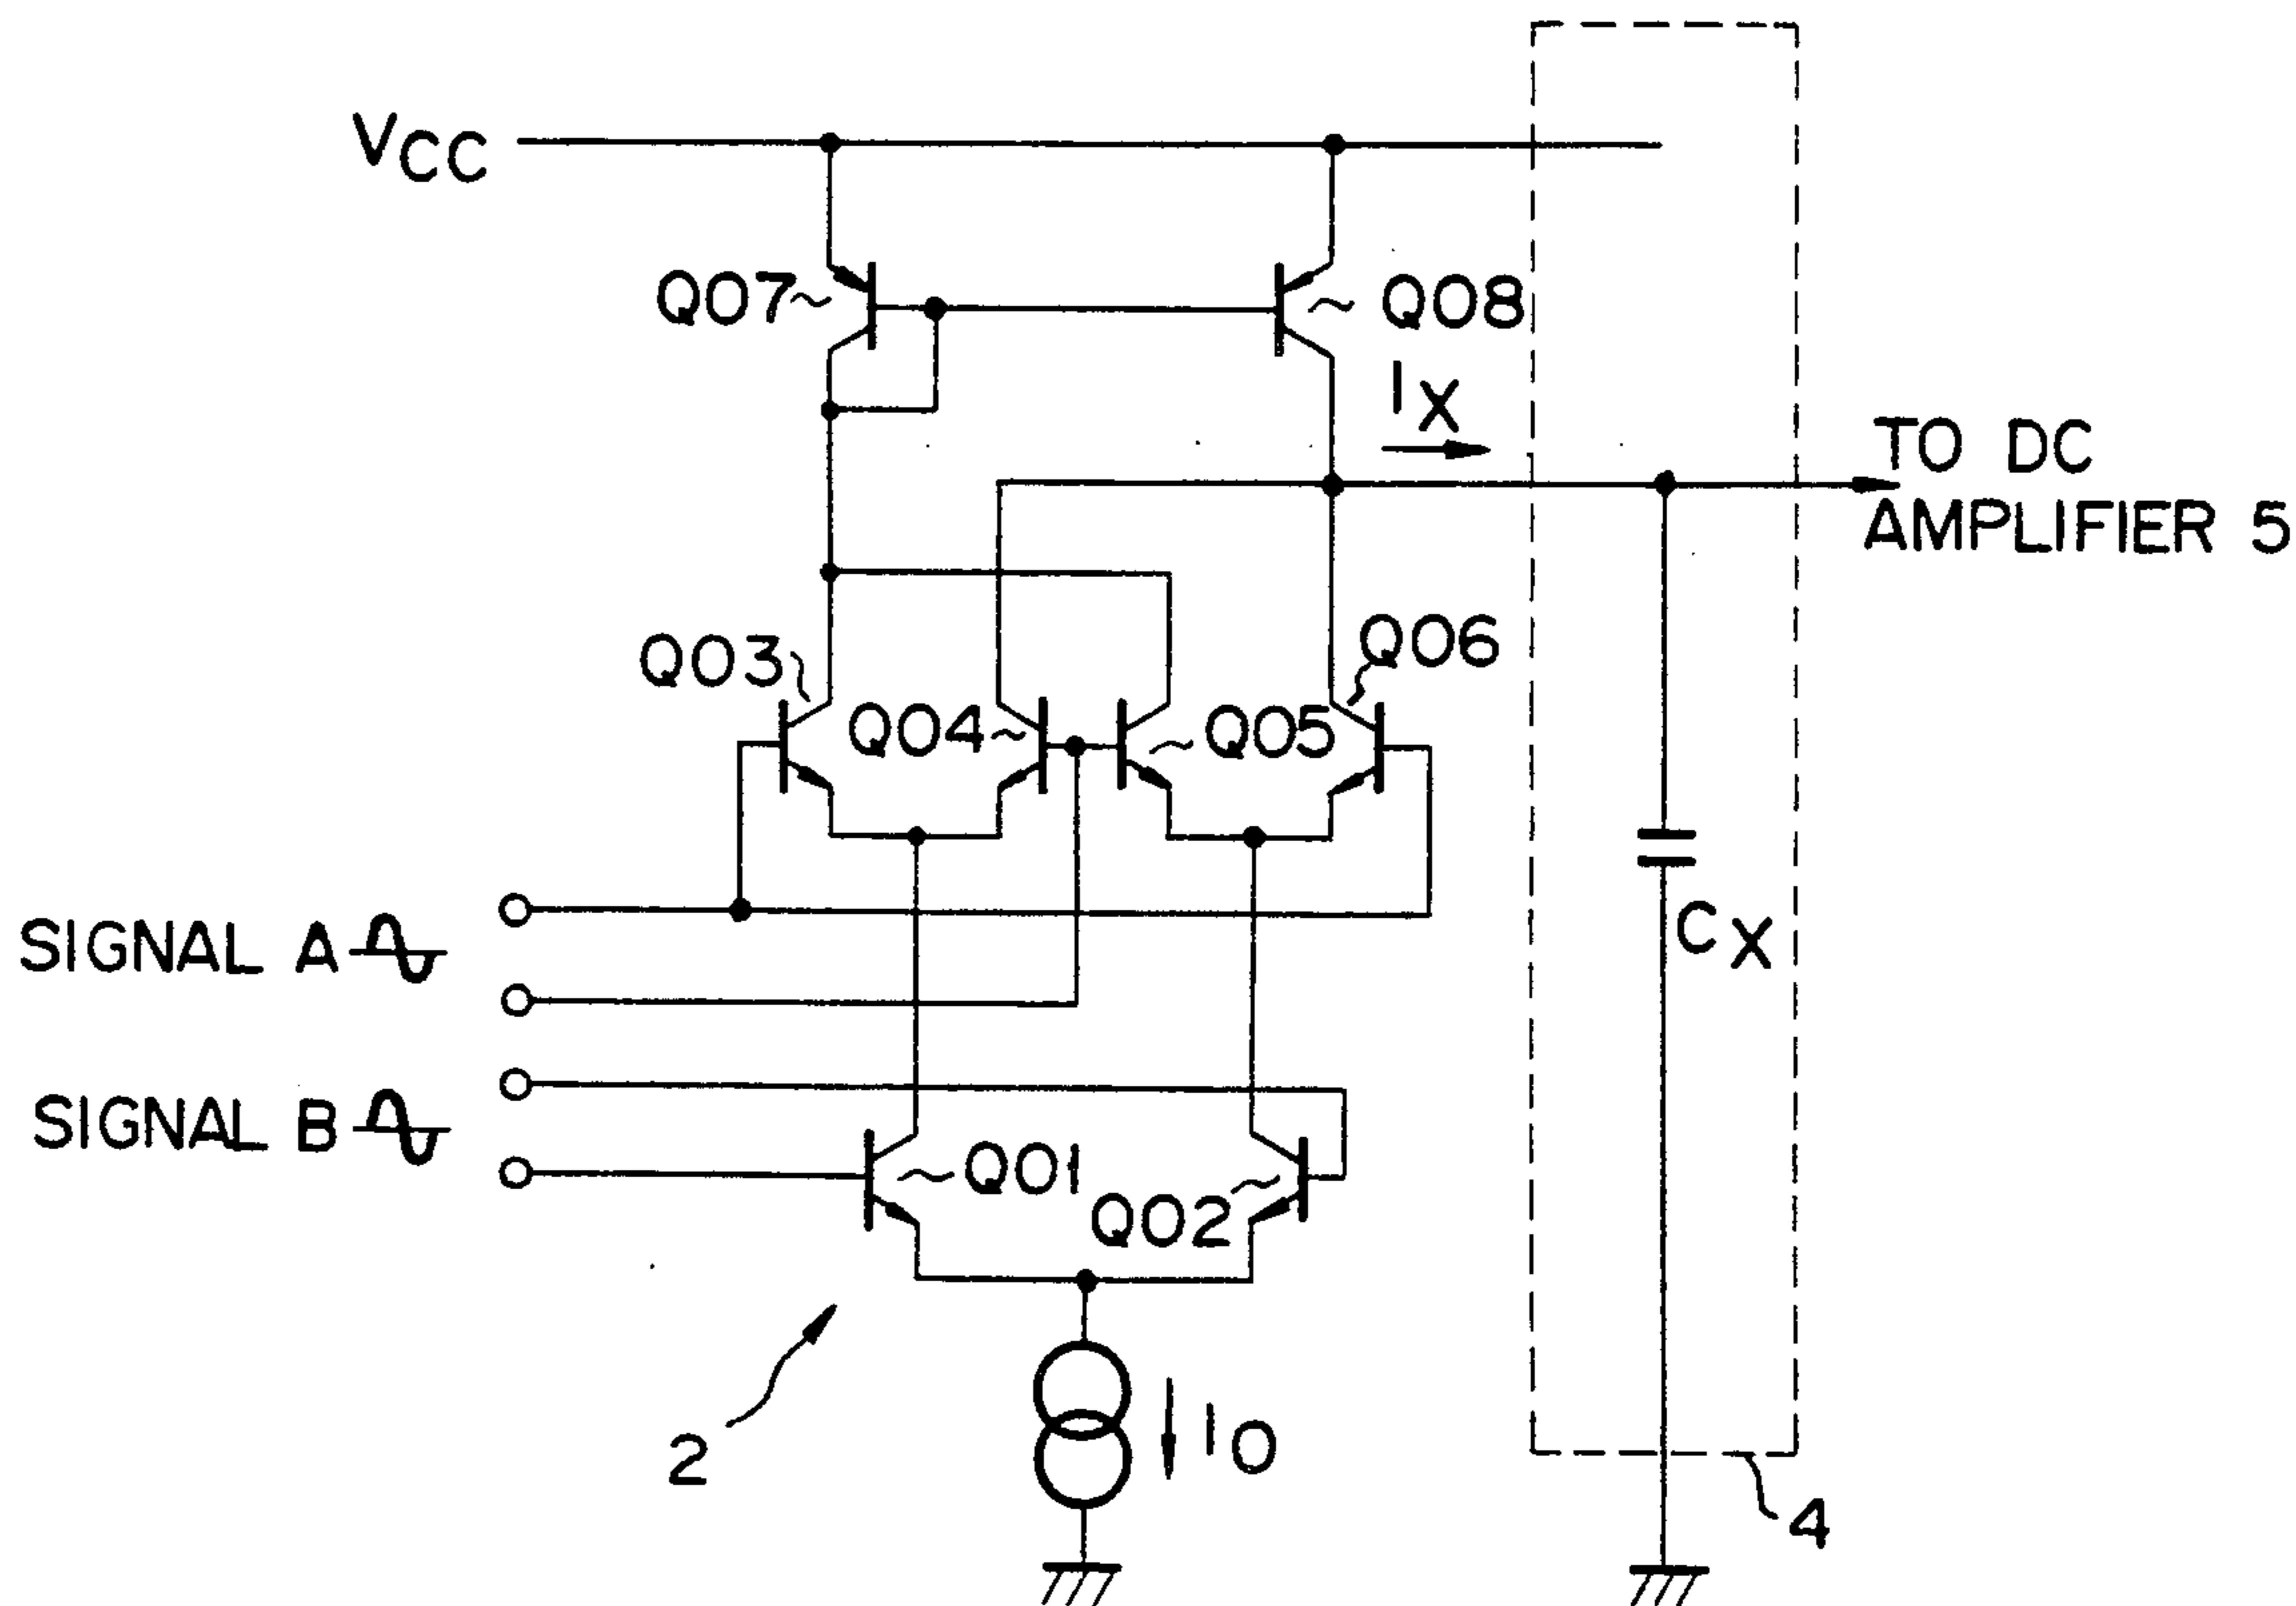 VCC
Q07
Q08
IX
TO DC
AMPLIFIER 5
Q03
Q06
Q04
Q05
SIGNAL A
CX
SIGNAL B
Q01
Q02
2
IO
4